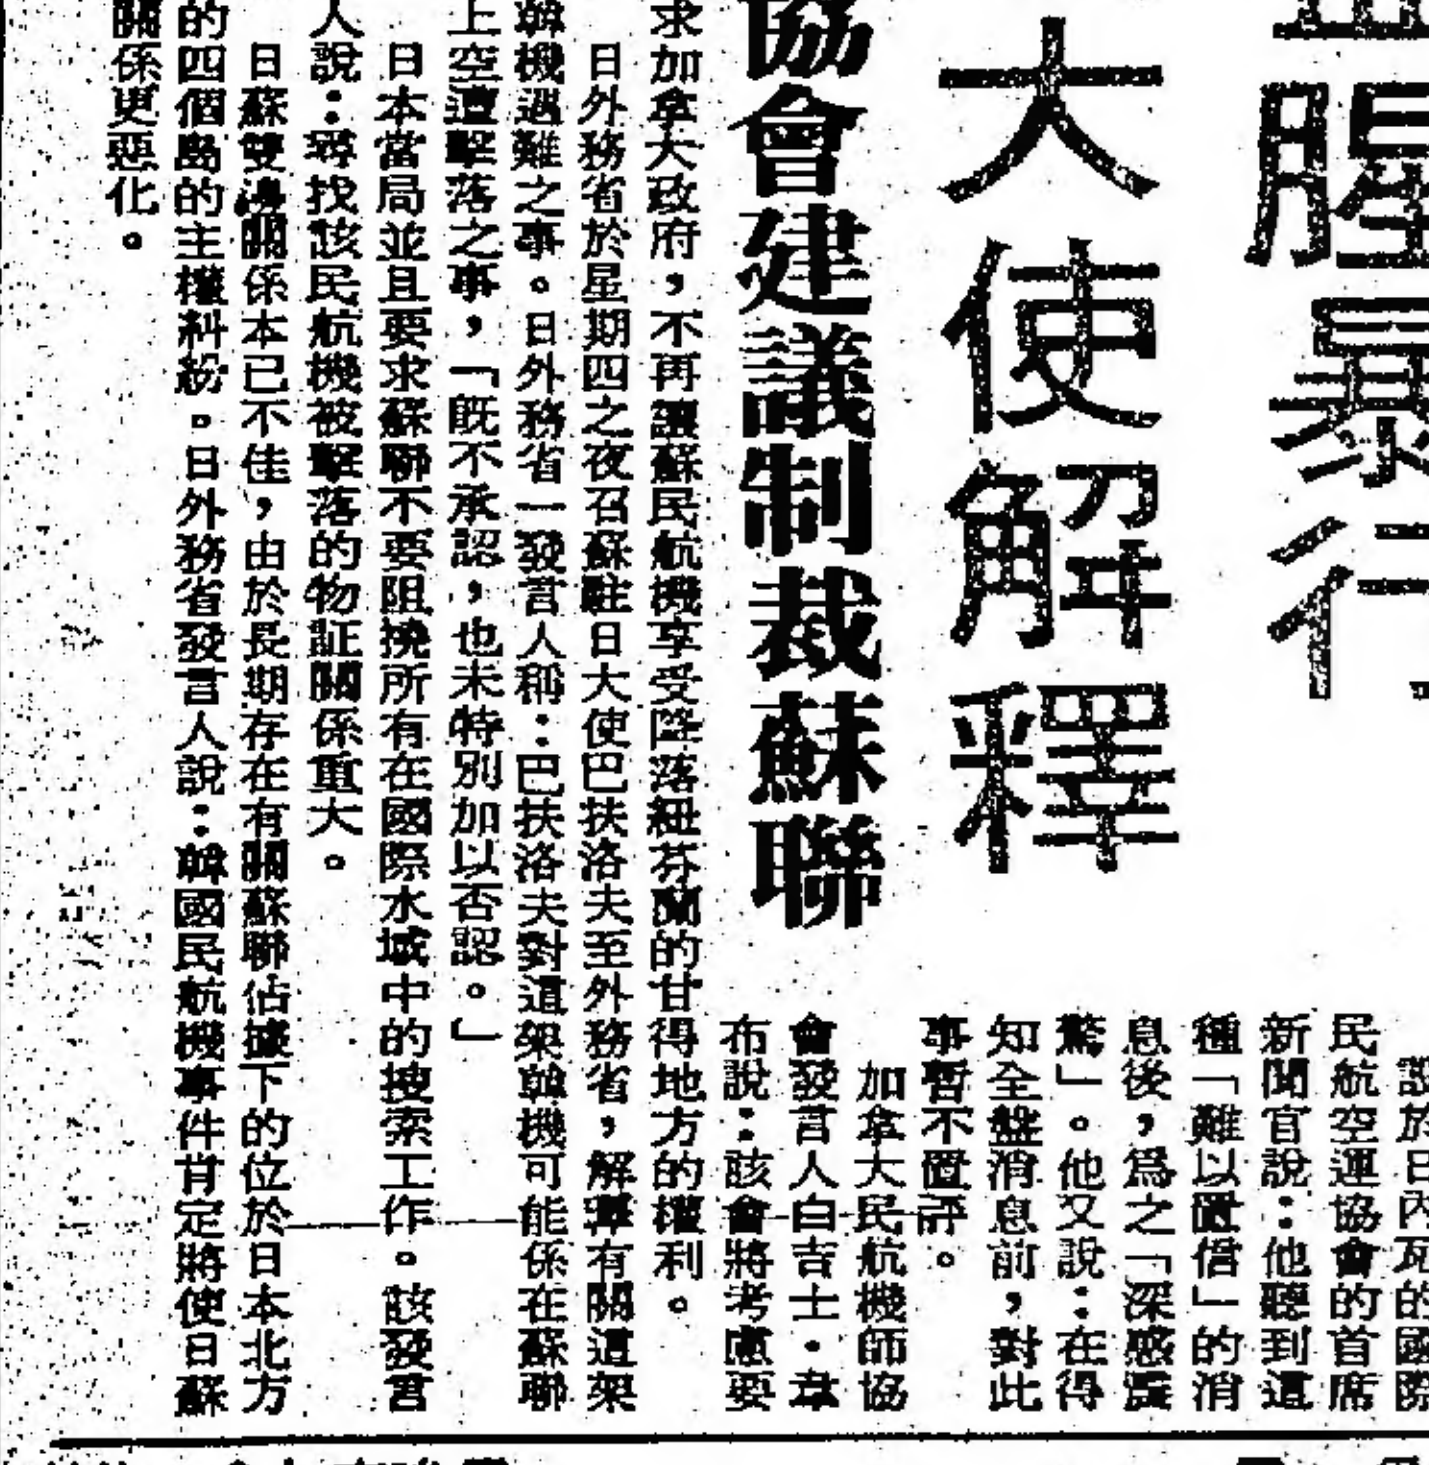 腥暴行
大使解釋
協會建議制裁蘇聯
設於日內瓦的國際
民航空運協會的首席
新聞官說：他聽到這
種「難以置信」的消
息後，爲之「深感震
驚」。他又說：在得
知全盤消息前，對此
事暫不置評。
加拿大民航機師協
會發言人白吉士·韋
布說：該會將考慮要
求加拿大政府，不再讓蘇民航機享受降落紐芬蘭的甘得地方的權利。
日外務省於星期四之夜召蘇駐日大使巴扶洛夫至外務省，解釋有關這架
韓機遇難之事。日外務省一發言人稱：巴扶洛夫對這架韓機可能係在蘇聯
上空遭擊落之事，「既不承認，也未特別加以否認。」
日本當局並且要求蘇聯不要阻撓所有在國際水域中的搜索工作。該發言
人說：尋找該民航機被擊落的物証關係重大。
日蘇雙邊關係本已不佳，由於長期存在有關蘇聯佔據下的位於日本北方
的四個島的主權糾紛。日外務省發言人說：韓國民航機事件肯定將使日蘇
關係更惡化。